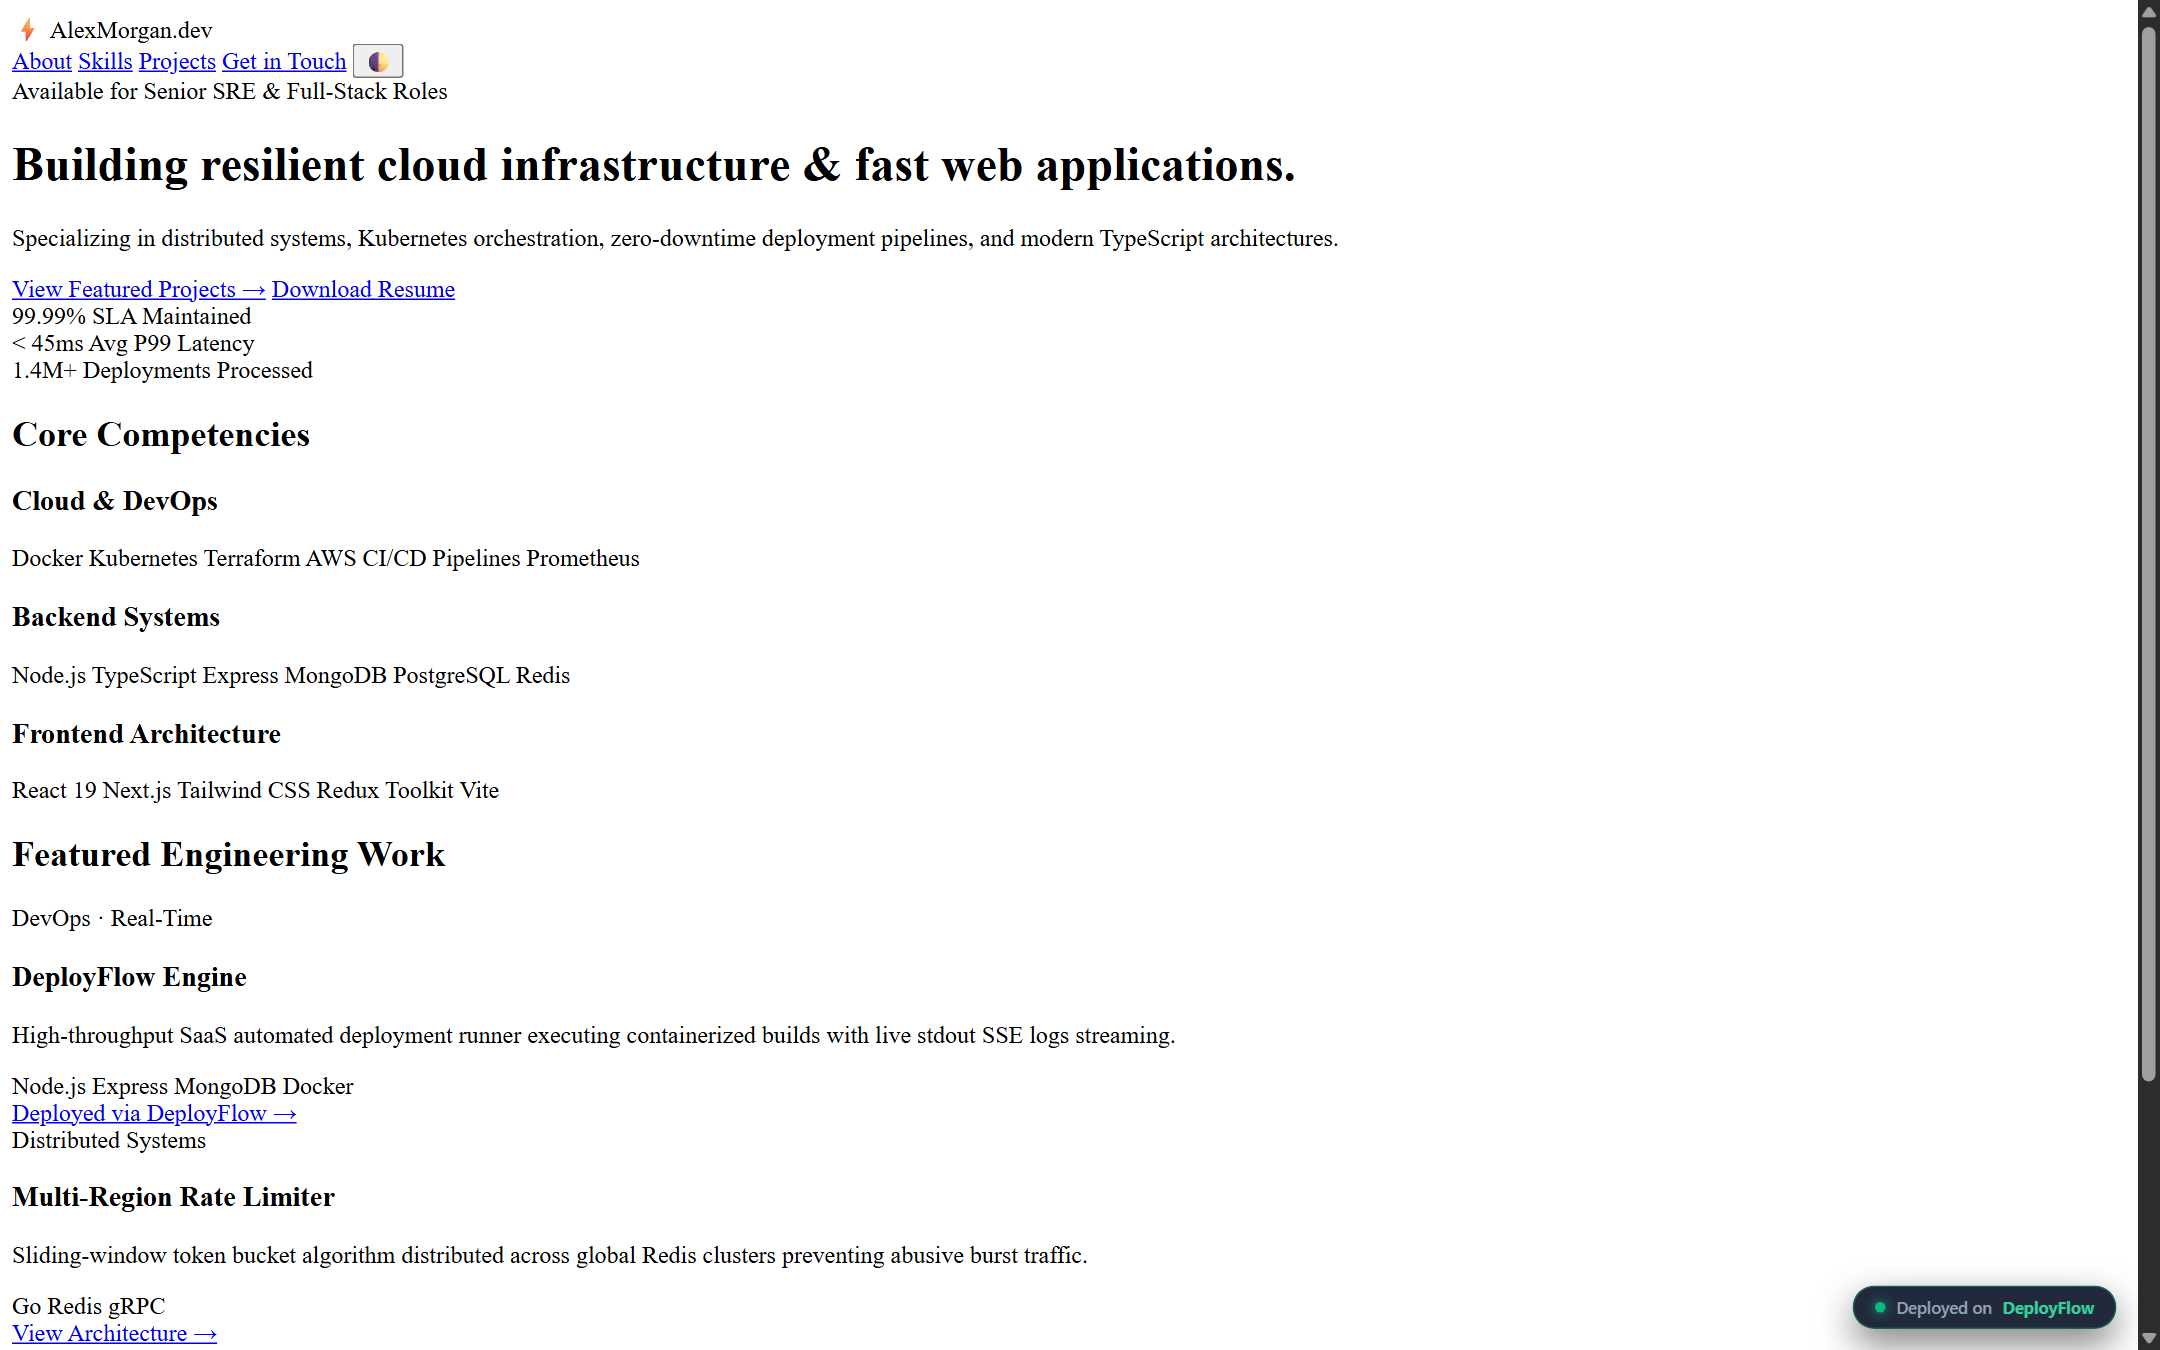 AlexMorgan.dev
About Skills Projects Get in Touch
Available for Senior SRE & Full-Stack Roles
Building resilient cloud infrastructure & fast web applications.
Specializing in distributed systems, Kubernetes orchestration, zero-downtime deployment pipelines, and modern TypeScript architectures.
View Featured Projects → Download Resume
99.99% SLA Maintained
< 45ms Avg P99 Latency
1.4M+ Deployments Processed
Core Competencies
Cloud & DevOps
Docker Kubernetes Terraform AWS CI/CD Pipelines Prometheus
Backend Systems
Node.js TypeScript Express MongoDB PostgreSQL Redis
Frontend Architecture
React 19 Next.js Tailwind CSS Redux Toolkit Vite
Featured Engineering Work
DevOps · Real-Time
DeployFlow Engine
High-throughput SaaS automated deployment runner executing containerized builds with live stdout SSE logs streaming.
Node.js Express MongoDB Docker
Deployed via DeployFlow →
Distributed Systems
Multi-Region Rate Limiter
Sliding-window token bucket algorithm distributed across global Redis clusters preventing abusive burst traffic.
Go Redis gRPC
View Architecture →
Deployed on DeployFlow